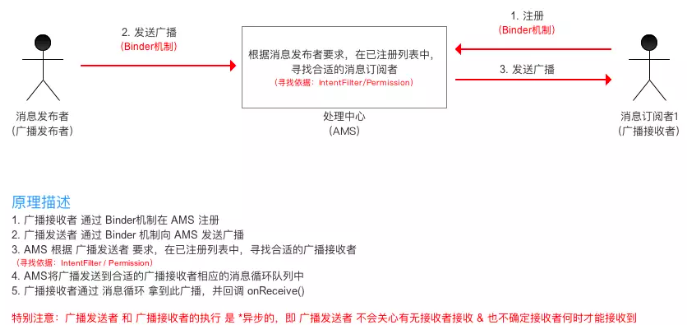 2. 发送广播
（Binder机制）
根据消息发布者要求，在已注册列表中，
寻找合适的消息订阅者
（寻找依据：IntentFilter/Permission）
1. 注册
（Binder机制）
3. 发送广播
消息发布者
（广播发布者）
处理中心
（AMS）
消息订阅者1
（广播接收者）
原理描述
1. 广播接收者 通过 Binder机制在 AMS 注册
2. 广播发送者 通过 Binder 机制向 AMS 发送广播
3. AMS 根据 广播发送者 要求，在已注册列表中，寻找合适的广播接收者
（寻找依据：IntentFilter / Permission）
4. AMS将广播发送到合适的广播接收者相应的消息循环队列中
5. 广播接收者通过 消息循环 拿到此广播，并回调 onReceive()
特别注意：广播发送者 和 广播接收者的执行 是 *异步的，即 广播发送者 不会关心有无接收者接收 & 也不确定接收者何时才能接收到